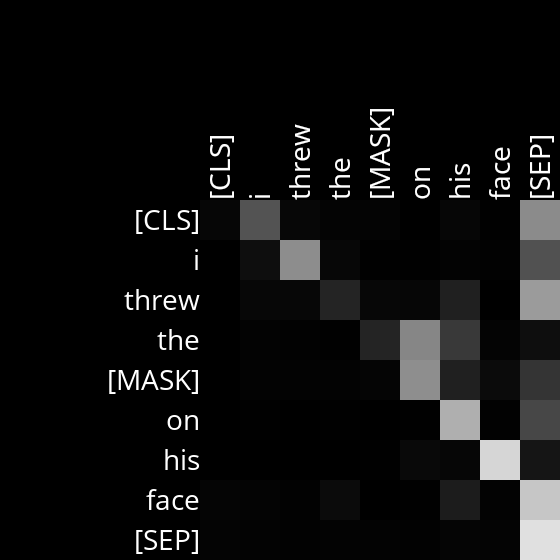 [CLS] i threw the [MASK] on his face [SEP]
[CLS]
i
threw
the
[MASK]
on
his
face
[SEP]